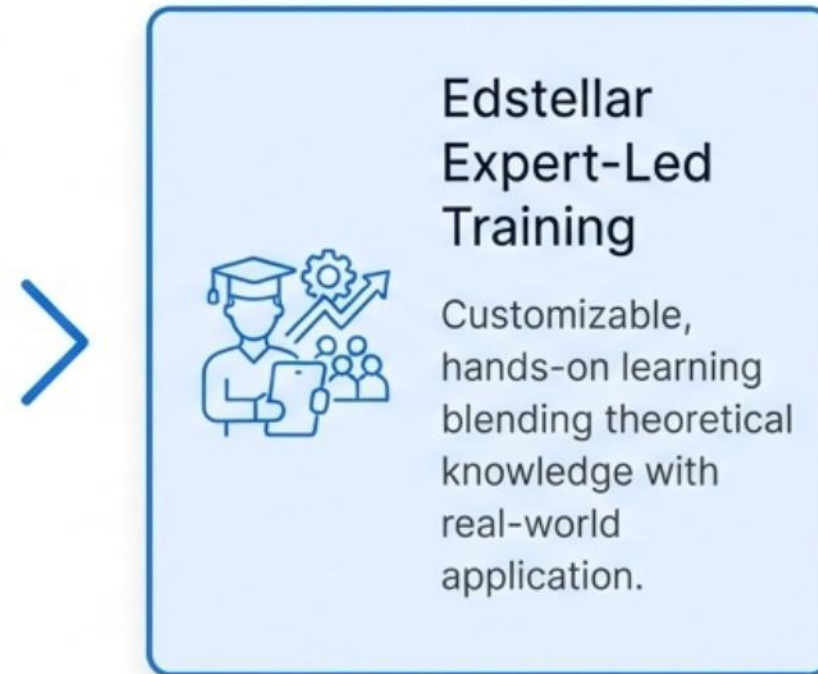 Edstellar
Expert-Led
Training
Customizable,
hands-on learning
blending theoretical
knowledge with
real-world
application.